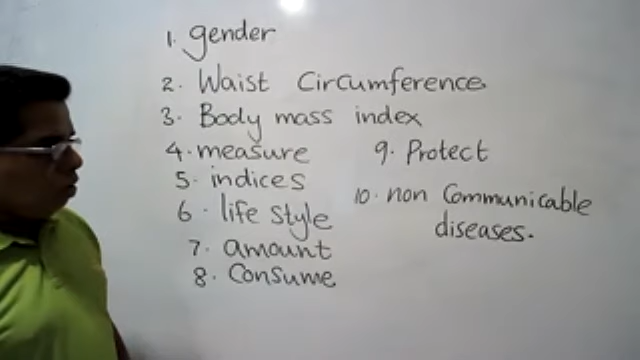 1. gender
2. Waist Circumference
3. Body mass index
4. measure
5. indices
6. life style
7. amount
8. Consume
9. Protect
10. non Communicable
diseases.